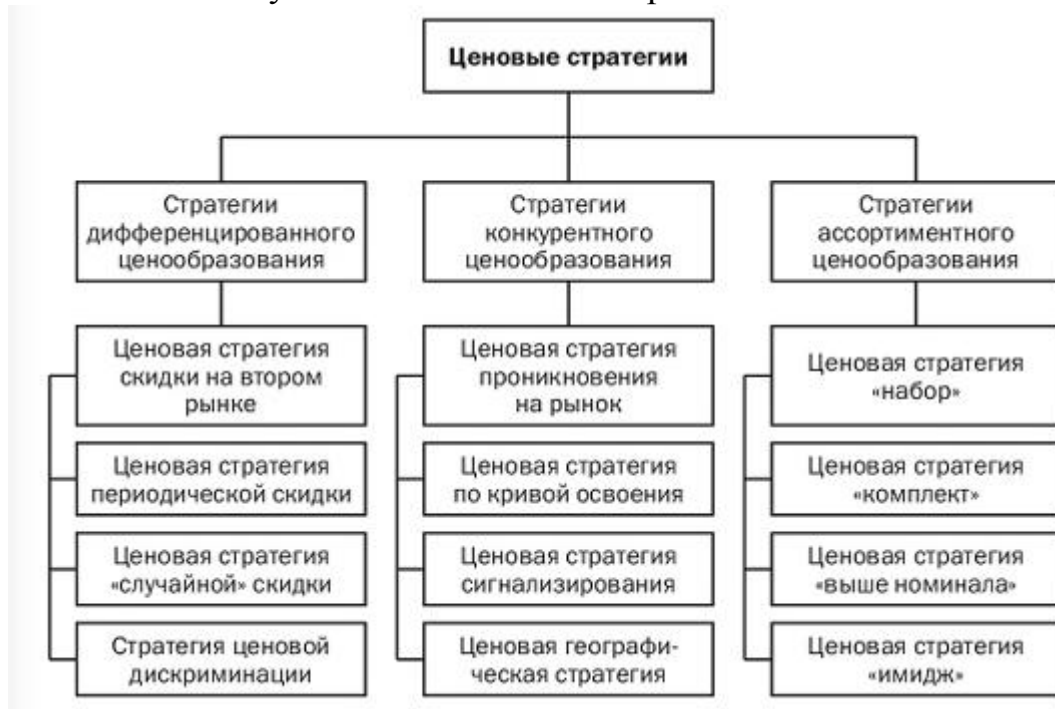 Ценовые стратегии
Стратегии
дифференцированного
ценообразования
Ценовая стратегия
скидки на втором
рынке
Ценовая стратегия
периодической скидки
Ценовая стратегия
«случайной» скидки
Стратегия ценовой
дискриминации
Стратегии
конкурентного
ценообразования
Ценовая стратегия
проникновения
на рынок
Ценовая стратегия
по кривой освоения
Ценовая стратегия
сигнализирования
Ценовая географи-
ческая стратегия
Стратегии
ассортиментного
ценообразования
Ценовая стратегия
«набор»
Ценовая стратегия
«комплект»
Ценовая стратегия
«выше номинала»
Ценовая стратегия
«имидж»